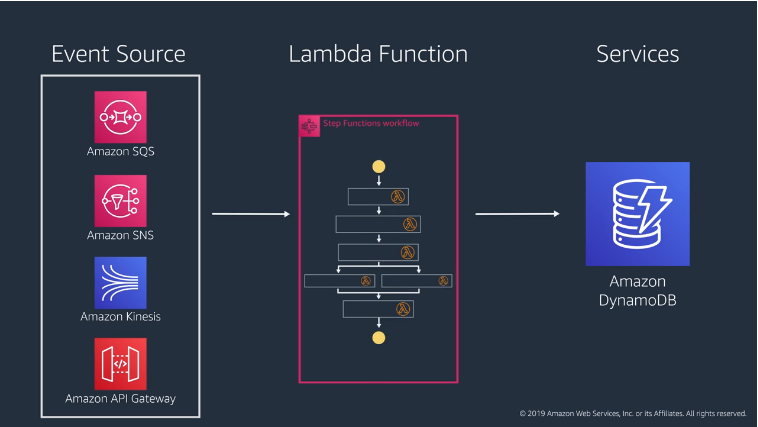 Event Source
Lambda Function
Services
Amazon SQS
Amazon SNS
Amazon Kinesis
Amazon API Gateway
Step Functions workflow
Amazon
DynamoDB
© 2019 Amazon Web Services, Inc. or its Affiliates. All rights reserved.